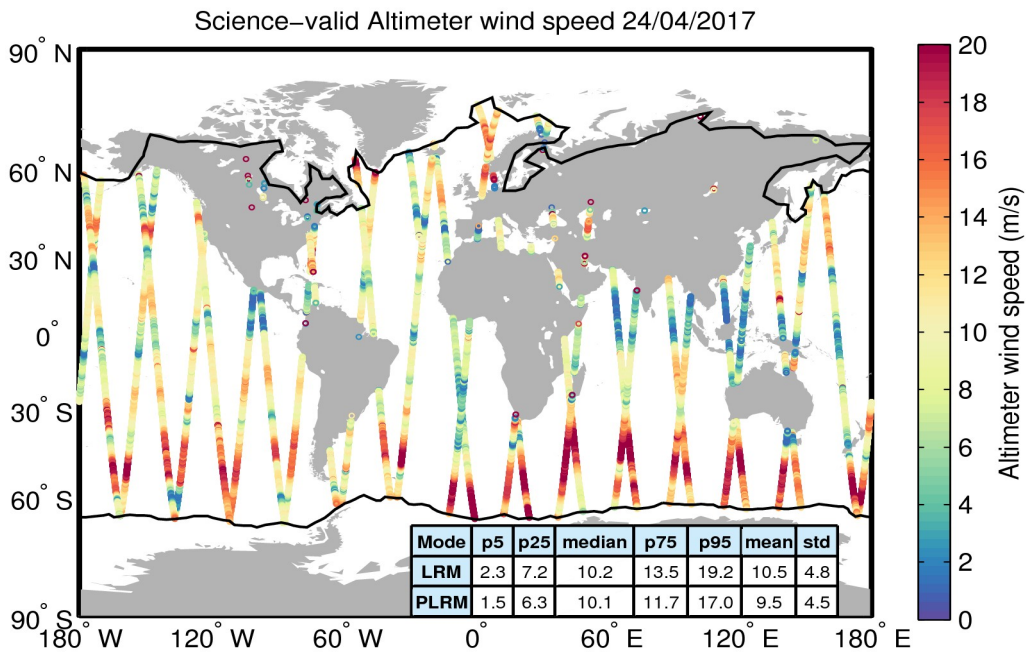 Science−valid Altimeter wind speed 24/04/2017
90° N
60° N
30° N
0°
30° S
60° S
90° S
180° W
120° W
60° W
0°
60° E
120° E
180° E
Mode p5 p25 median p75 p95 mean std
LRM 2.3 7.2 10.2 13.5 19.2 10.5 4.8
PLRM 1.5 6.3 10.1 11.7 17.0 9.5 4.5
20
18
16
14
12
10
8
6
4
2
0
Altimeter wind speed (m/s)